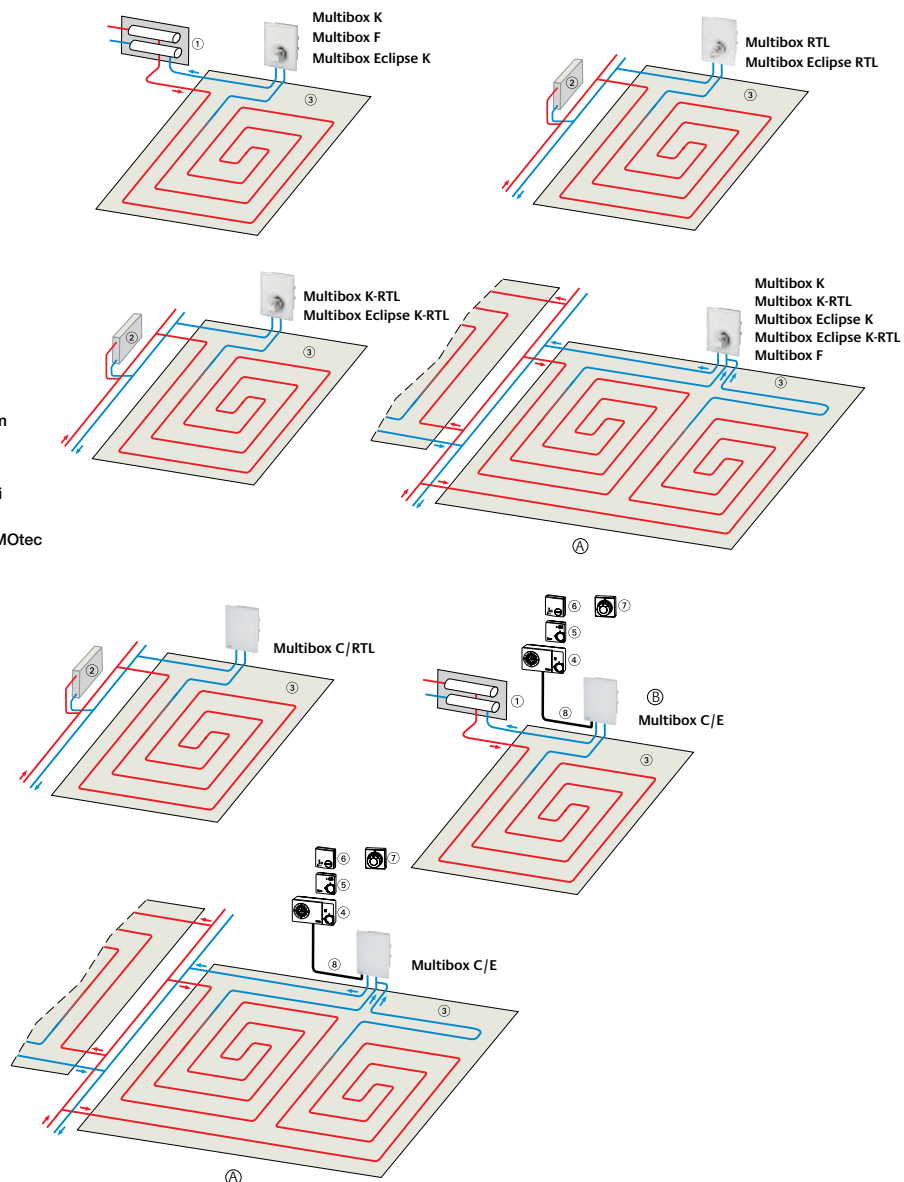 Multibox K
Multibox F
Multibox Eclipse K
①
③
Multibox RTL
Multibox Eclipse RTL
②
③
Multibox K-RTL
Multibox Eclipse K-RTL
②
③
Multibox K
Multibox K-RTL
Multibox Eclipse K
Multibox Eclipse K-RTL
Multibox F
③
Ⓐ
i
MOtec
Multibox C/RTL
②
③
⑥
⑦
⑤
④
①
⑧
Ⓑ
Multibox C/E
③
⑥
⑦
⑤
④
⑧
Multibox C/E
③
Ⓐ